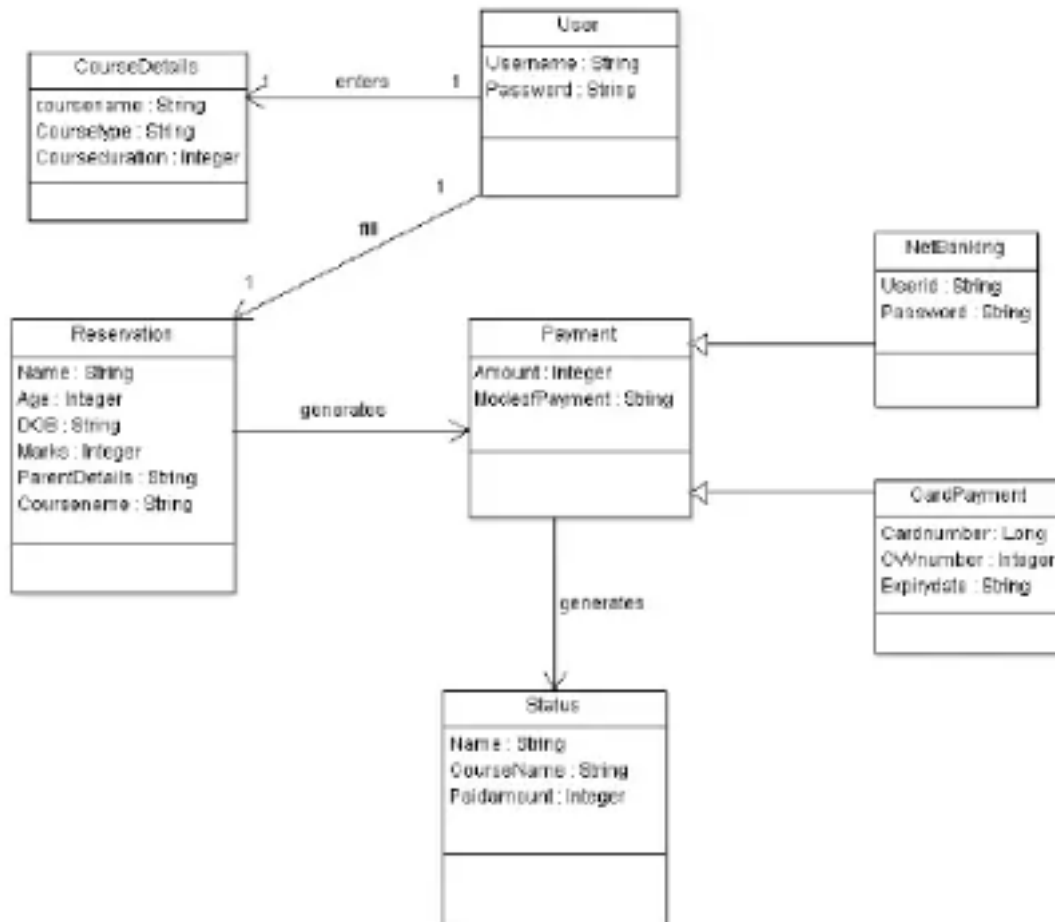 User
Username : String
Password : String
CourseDetails
coursename : String
Coursetype : String
Courseduration : Integer
1 enters 1
1
fill
1
NetBanking
Userid : String
Password : String
Reservation
Name : String
Age : Integer
DOB : String
Marks : Integer
ParentDetails : String
Coursename : String
generates
Payment
Amount : Integer
ModeofPayment : String
CardPayment
Cardnumber : Long
CVVnumber : Integer
Expirydate : String
generates
Status
Name : String
CourseName : String
Paidamount : Integer